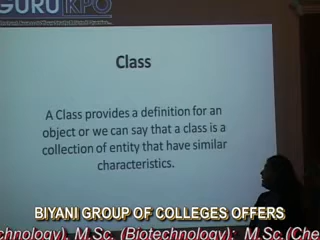 GURU KPO
Class
A Class provides a definition for an
object or we can say that a class is a
collection of entity that have similar
characteristics.
BIYANI GROUP OF COLLEGES OFFERS
chnology), M.Sc. (Biotechnology); M.Sc.(Che